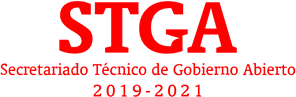 STGA
Secretariado Técnico de Gobierno Abierto
2019-2021